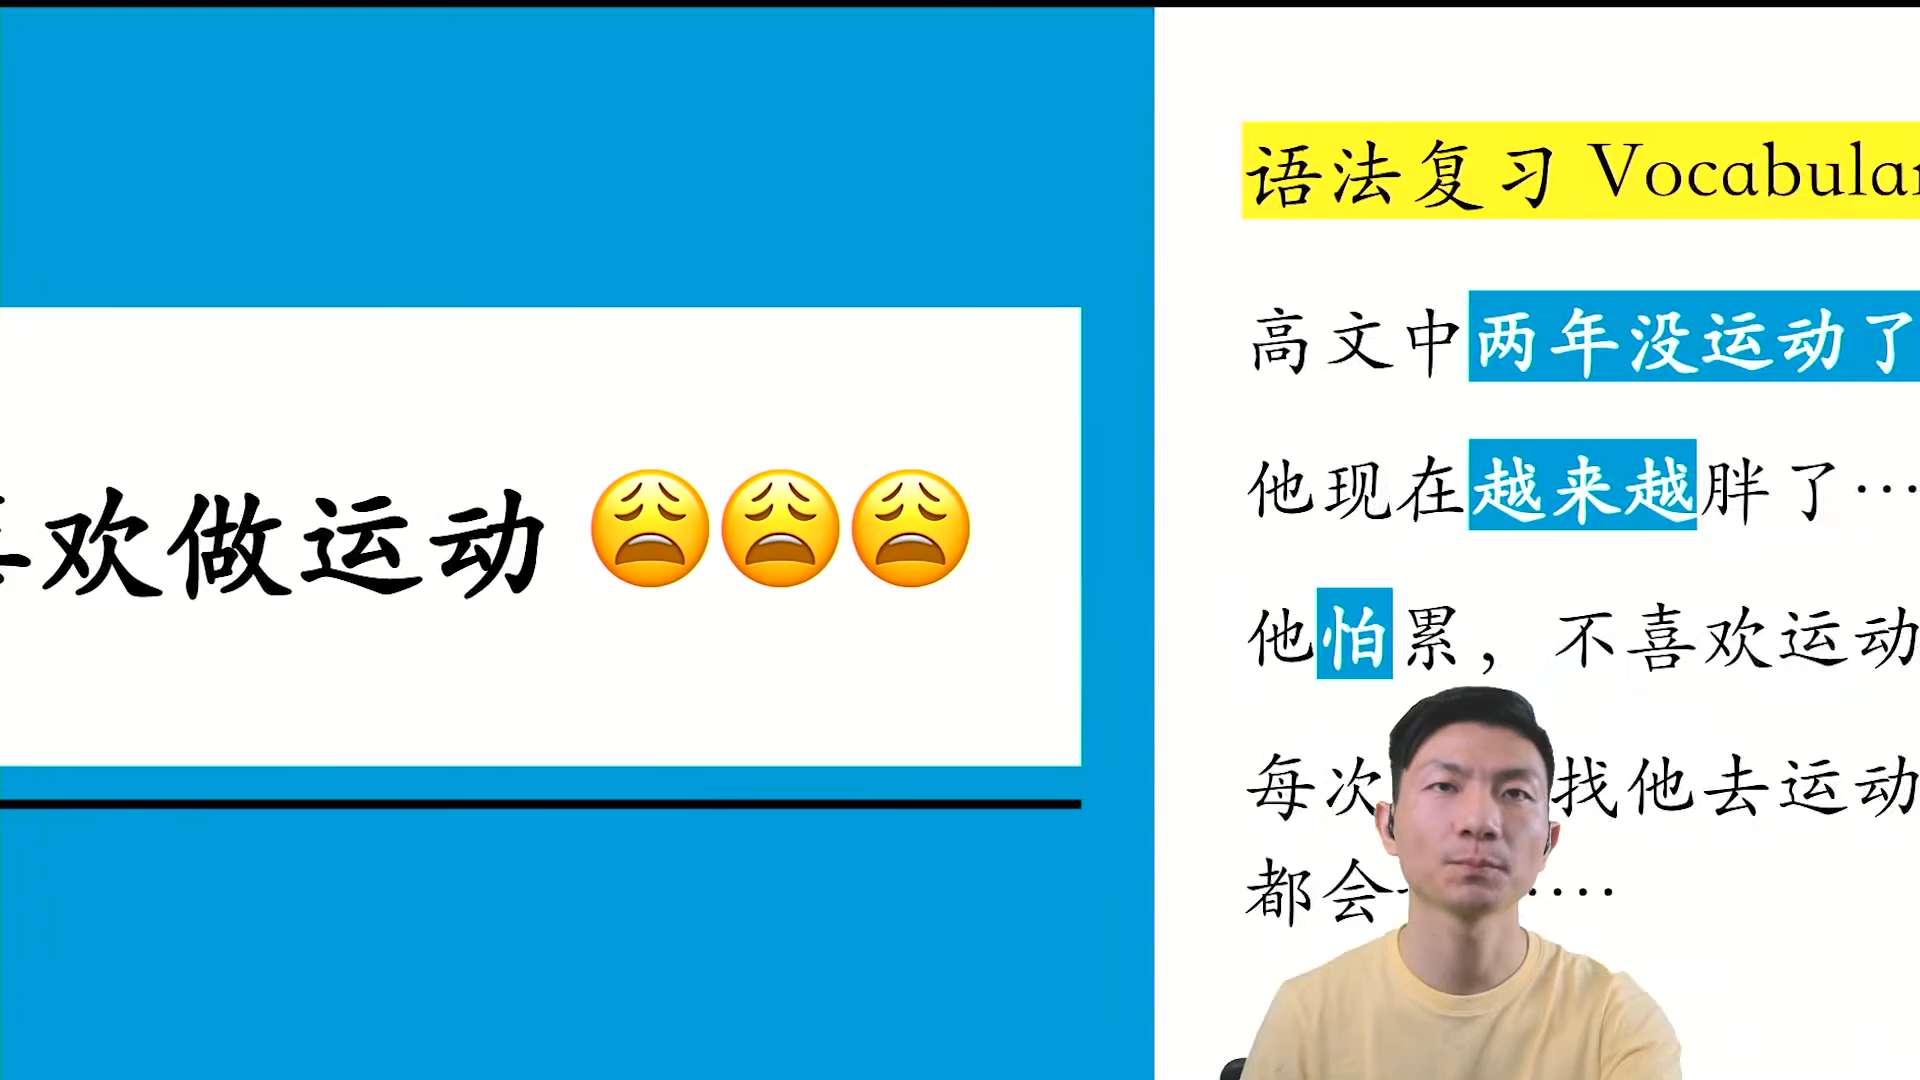 欢做运动 😩😩😩
语法复习 Vocabular
高文中两年没运动了
他现在越来越胖了…
他怕累，不喜欢运动
每次找他去运动
都会